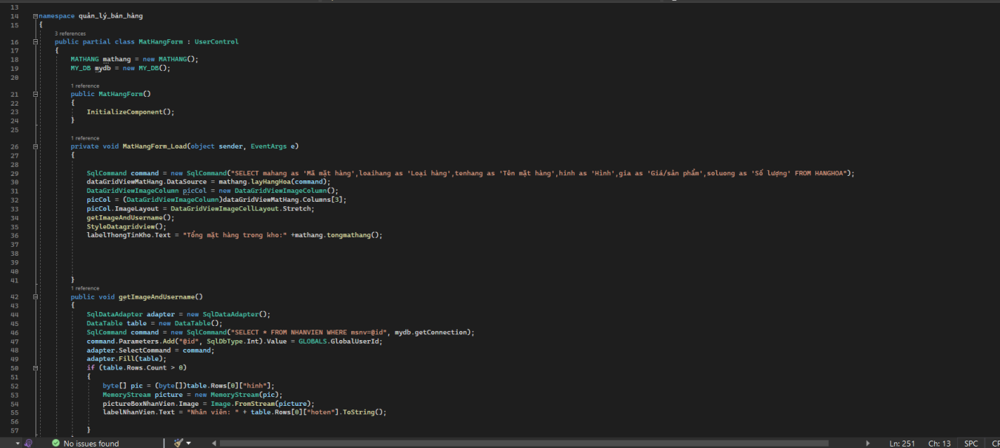 13
14 namespace quản_lý_bán_hàng
15 {
3 references
16 public partial class MatHangForm : UserControl
17 {
18 MATHANG mathang = new MATHANG();
19 MY_DB mydb = new MY_DB();
20
1 reference
21 public MatHangForm()
22 {
23 InitializeComponent();
24 }
25
1 reference
26 private void MatHangForm_Load(object sender, EventArgs e)
27 {
28
29 SqlCommand command = new SqlCommand("SELECT mahang as 'Mã mặt hàng',loaihang as 'Loại hàng',tenhang as 'Tên mặt hàng',hinh as 'Hình',gia as 'Giá/sản phẩm',soluong as 'Số lượng' FROM HANGHOA");
30 dataGridViewMatHang.DataSource = mathang.layHangHoa(command);
31 DataGridViewImageColumn picCol = new DataGridViewImageColumn();
32 picCol = (DataGridViewImageColumn)dataGridViewMatHang.Columns[3];
33 picCol.ImageLayout = DataGridViewImageCellLayout.Stretch;
34 getImageAndUsername();
35 StyleDatagridview();
36 labelThongTinKho.Text = "Tổng mặt hàng trong kho:" +mathang.tongmathang();
37
38
39
40
41 }
1 reference
42 public void getImageAndUsername()
43 {
44 SqlDataAdapter adapter = new SqlDataAdapter();
45 DataTable table = new DataTable();
46 SqlCommand command = new SqlCommand("SELECT * FROM NHANVIEN WHERE msnv=@id", mydb.getConnection);
47 command.Parameters.Add("@id", SqlDbType.Int).Value = GLOBALS.GlobalUserId;
48 adapter.SelectCommand = command;
49 adapter.Fill(table);
50 if (table.Rows.Count > 0)
51 {
52 byte[] pic = (byte[])table.Rows[0]["hinh"];
53 MemoryStream picture = new MemoryStream(pic);
54 pictureBoxNhanVien.Image = Image.FromStream(picture);
55 labelNhanVien.Text = "Nhân viên: " + table.Rows[0]["hoten"].ToString();
56
57 }
No issues found Ln: 251 Ch: 13 SPC